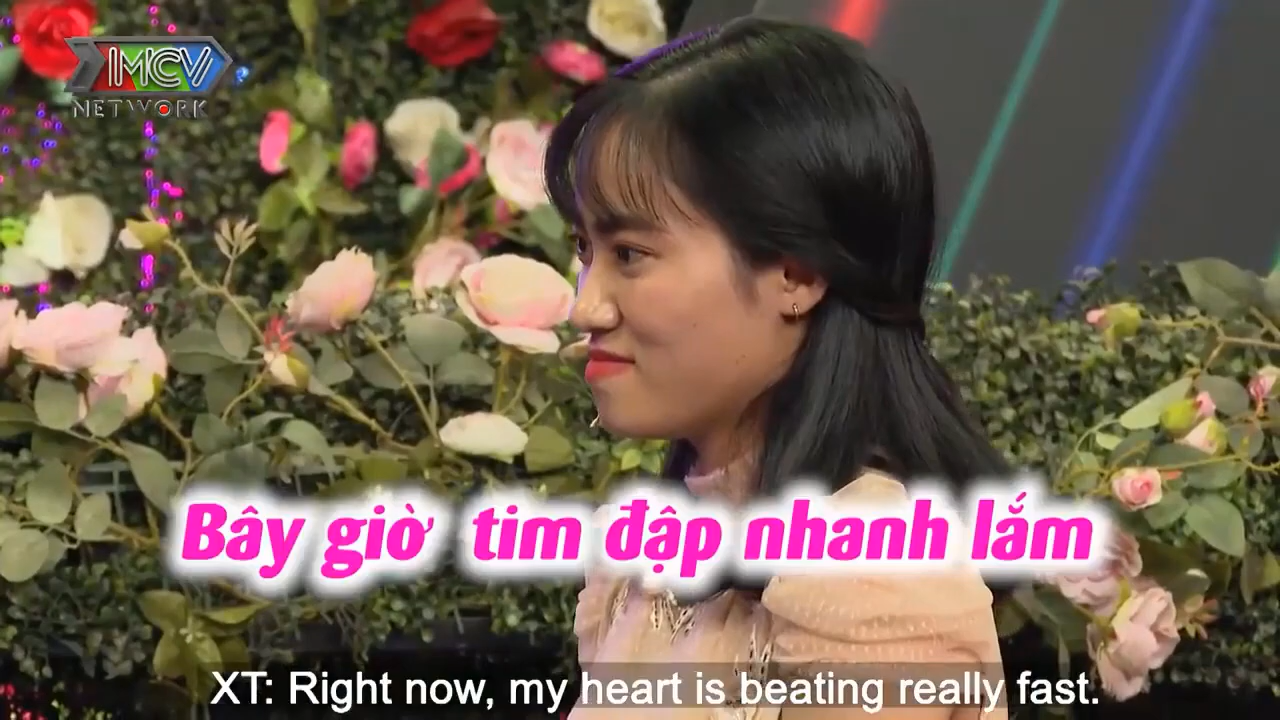 MCV
NETWORK
Bây giờ tim đập nhanh lắm
XT: Right now, my heart is beating really fast.